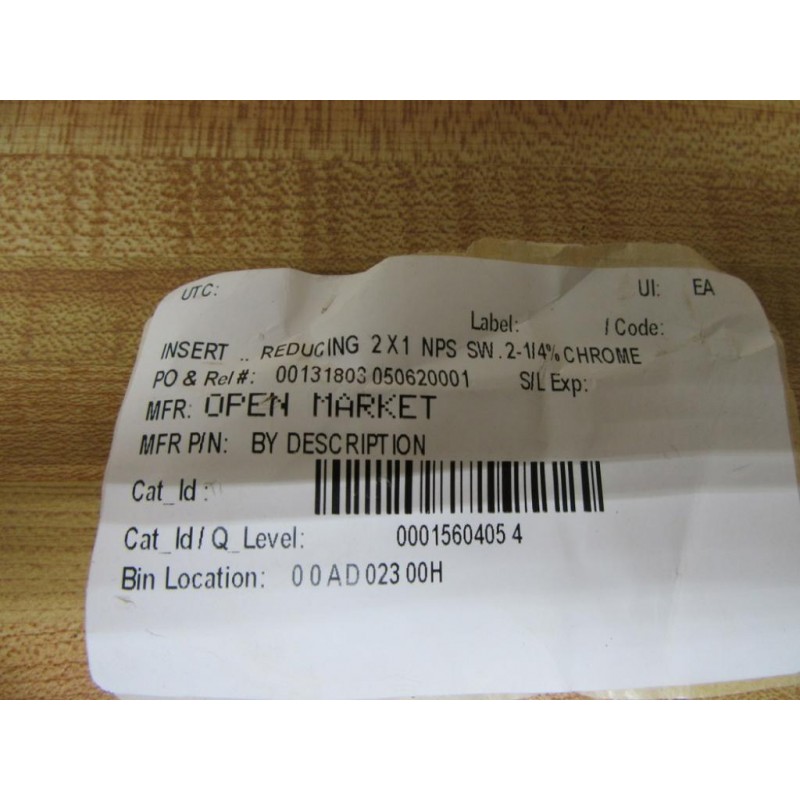 UTC: UI: EA
Label: / Code:
INSERT .. REDUCING 2 X 1 NPS SW . 2-1/4% CHROME
PO & Rel #: 00131803 050620001 S/L Exp:
MFR: OPEN MARKET
MFR P/N: BY DESCRIPTION
Cat_Id :
Cat_Id / Q_Level: 0001560405 4
Bin Location: 0 0 AD 023 00H